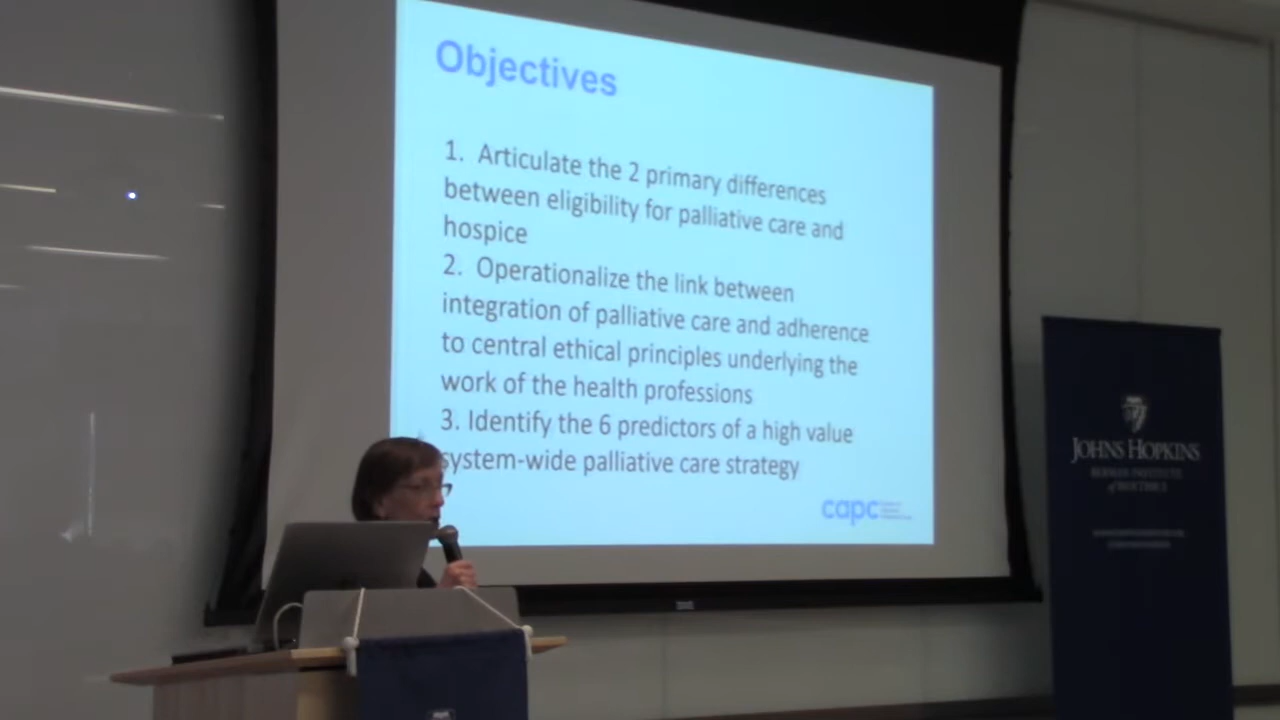 Objectives
1. Articulate the 2 primary differences
between eligibility for palliative care and
hospice
2. Operationalize the link between
integration of palliative care and adherence
to central ethical principles underlying the
work of the health professions
3. Identify the 6 predictors of a high value
system-wide palliative care strategy
capc
JOHNS HOPKINS
BERMAN INSTITUTE
of BIOETHICS